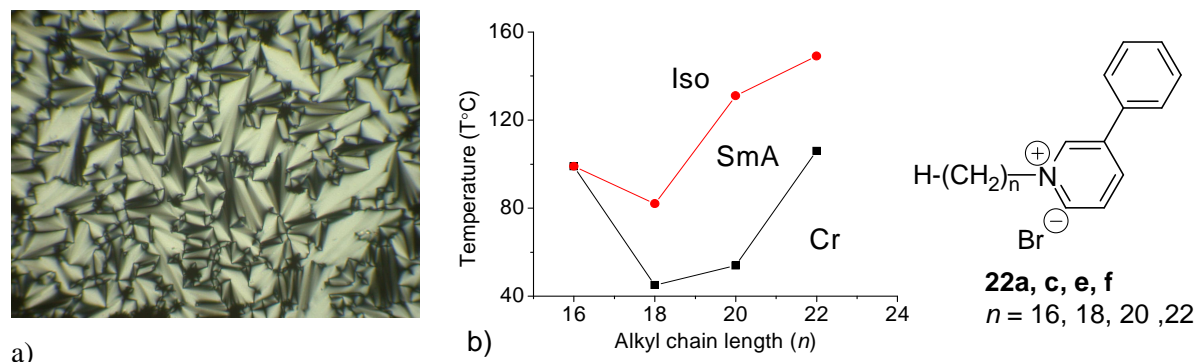 a)
b)
Temperature (T°C)
160
120
80
40
Iso
SmA
Cr
16 18 20 22 24
Alkyl chain length (n)
H-(CH2)n
N
+
−
Br
22a, c, e, f
n = 16, 18, 20 ,22